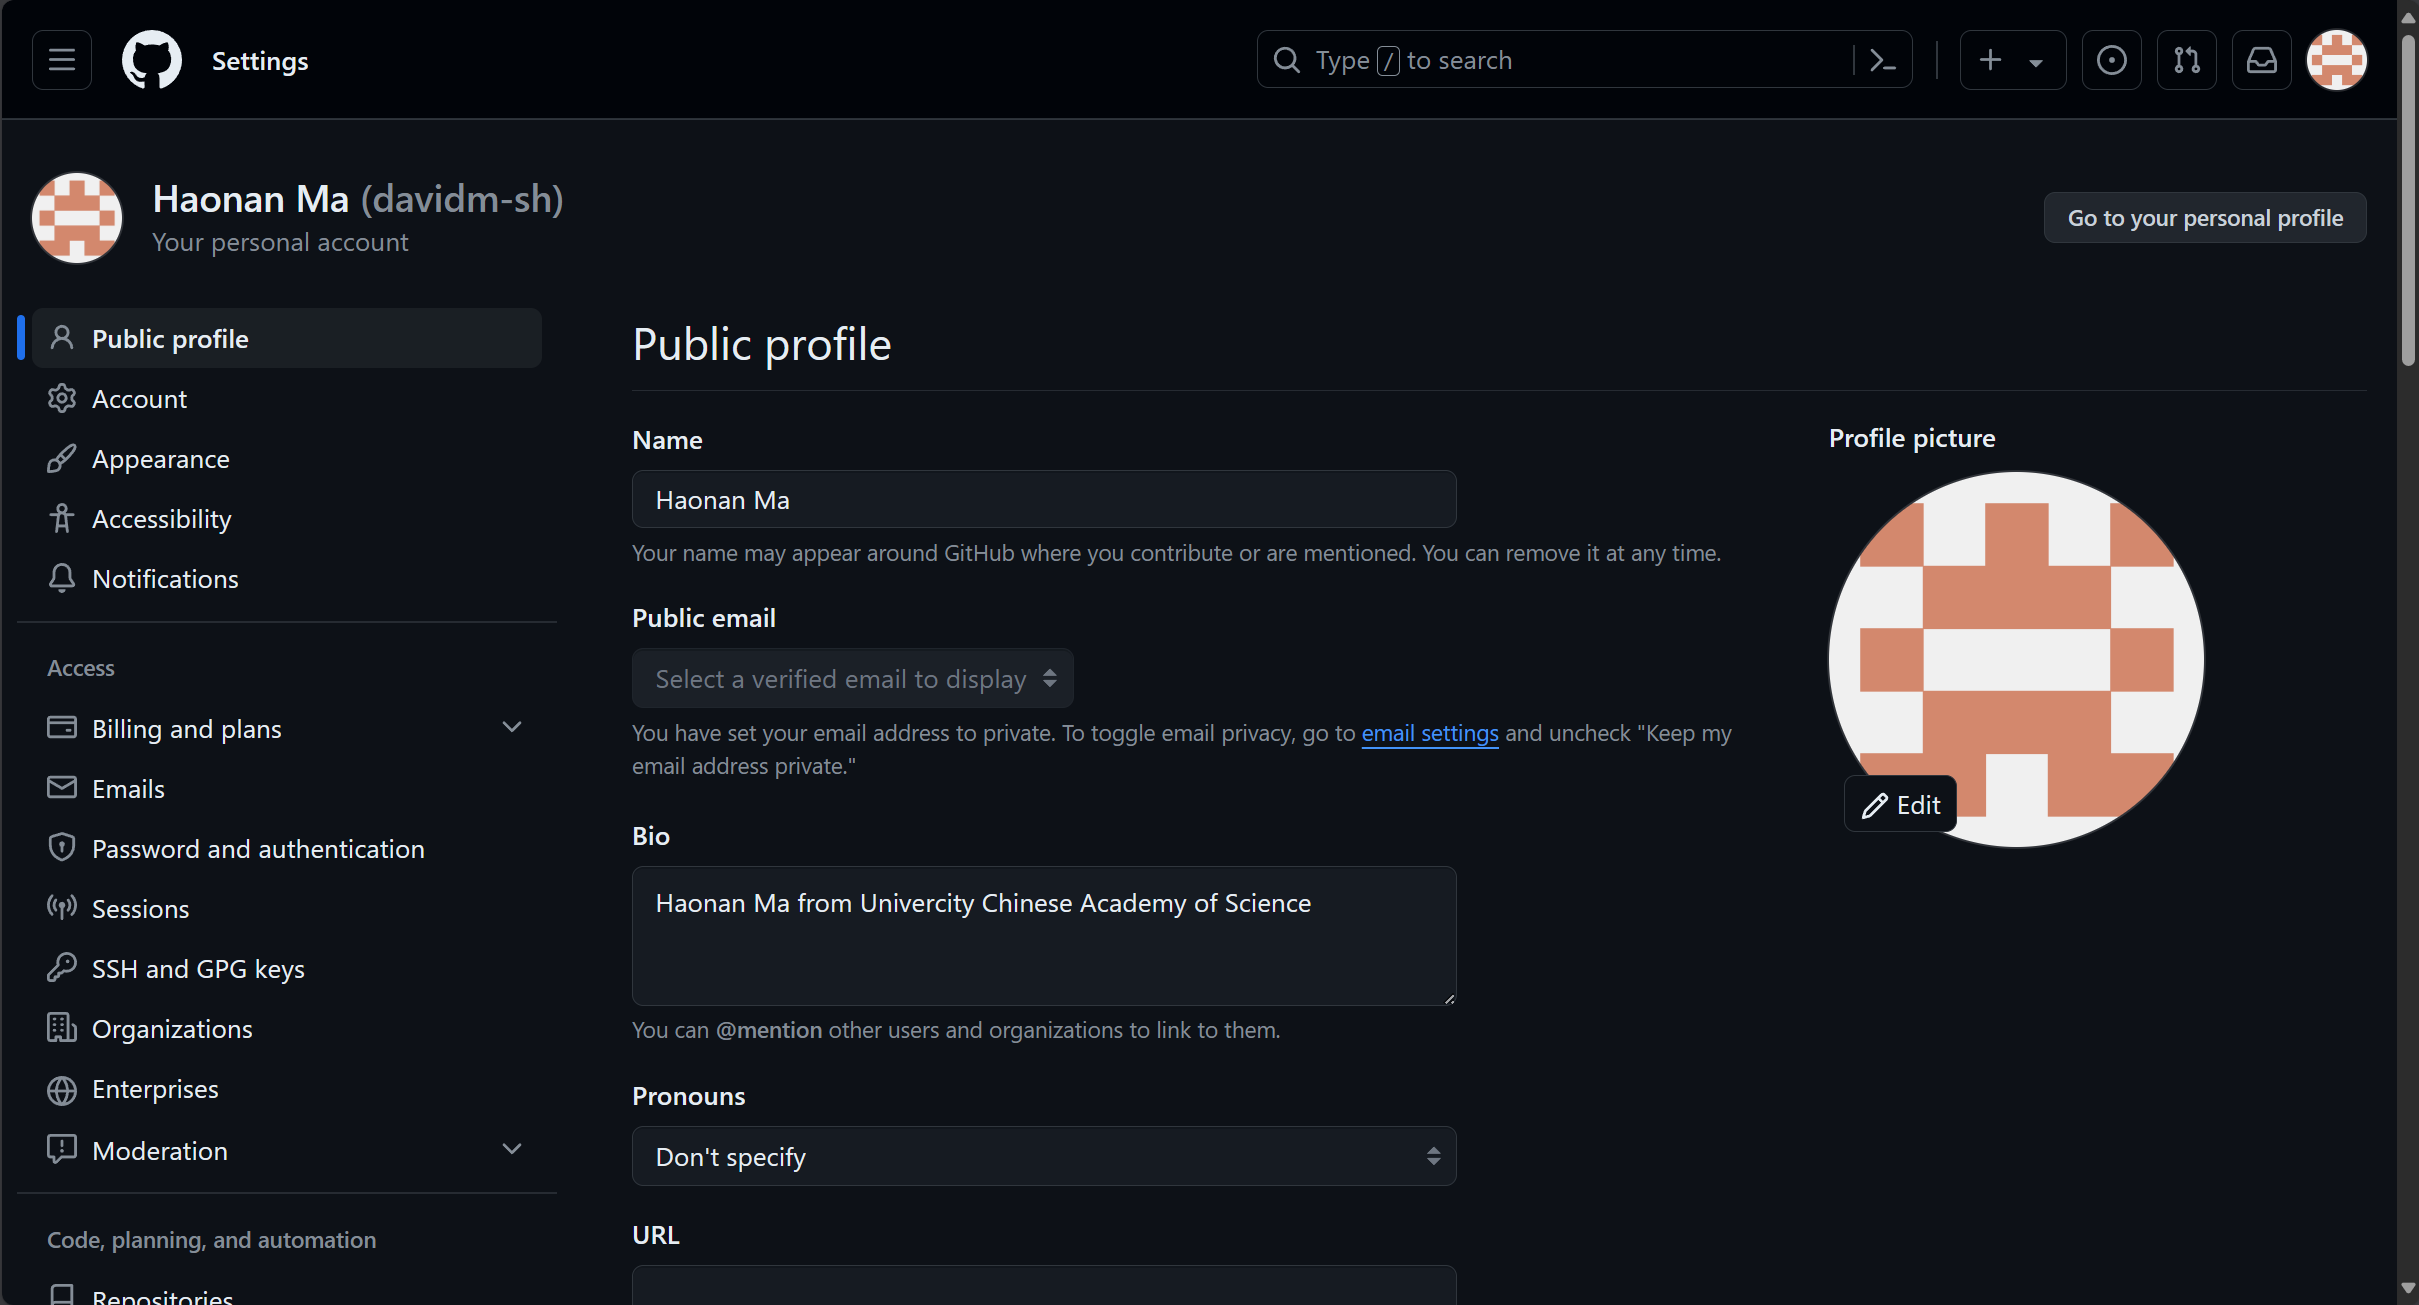 Settings
Type / to search
Haonan Ma (davidm-sh)
Your personal account
Go to your personal profile
Public profile
Account
Appearance
Accessibility
Notifications
Access
Billing and plans
Emails
Password and authentication
Sessions
SSH and GPG keys
Organizations
Enterprises
Moderation
Code, planning, and automation
Repositories
Public profile
Name
Haonan Ma
Your name may appear around GitHub where you contribute or are mentioned. You can remove it at any time.
Public email
Select a verified email to display
You have set your email address to private. To toggle email privacy, go to email settings and uncheck "Keep my
email address private."
Bio
Haonan Ma from Univercity Chinese Academy of Science
You can @mention other users and organizations to link to them.
Pronouns
Don't specify
URL
Profile picture
Edit